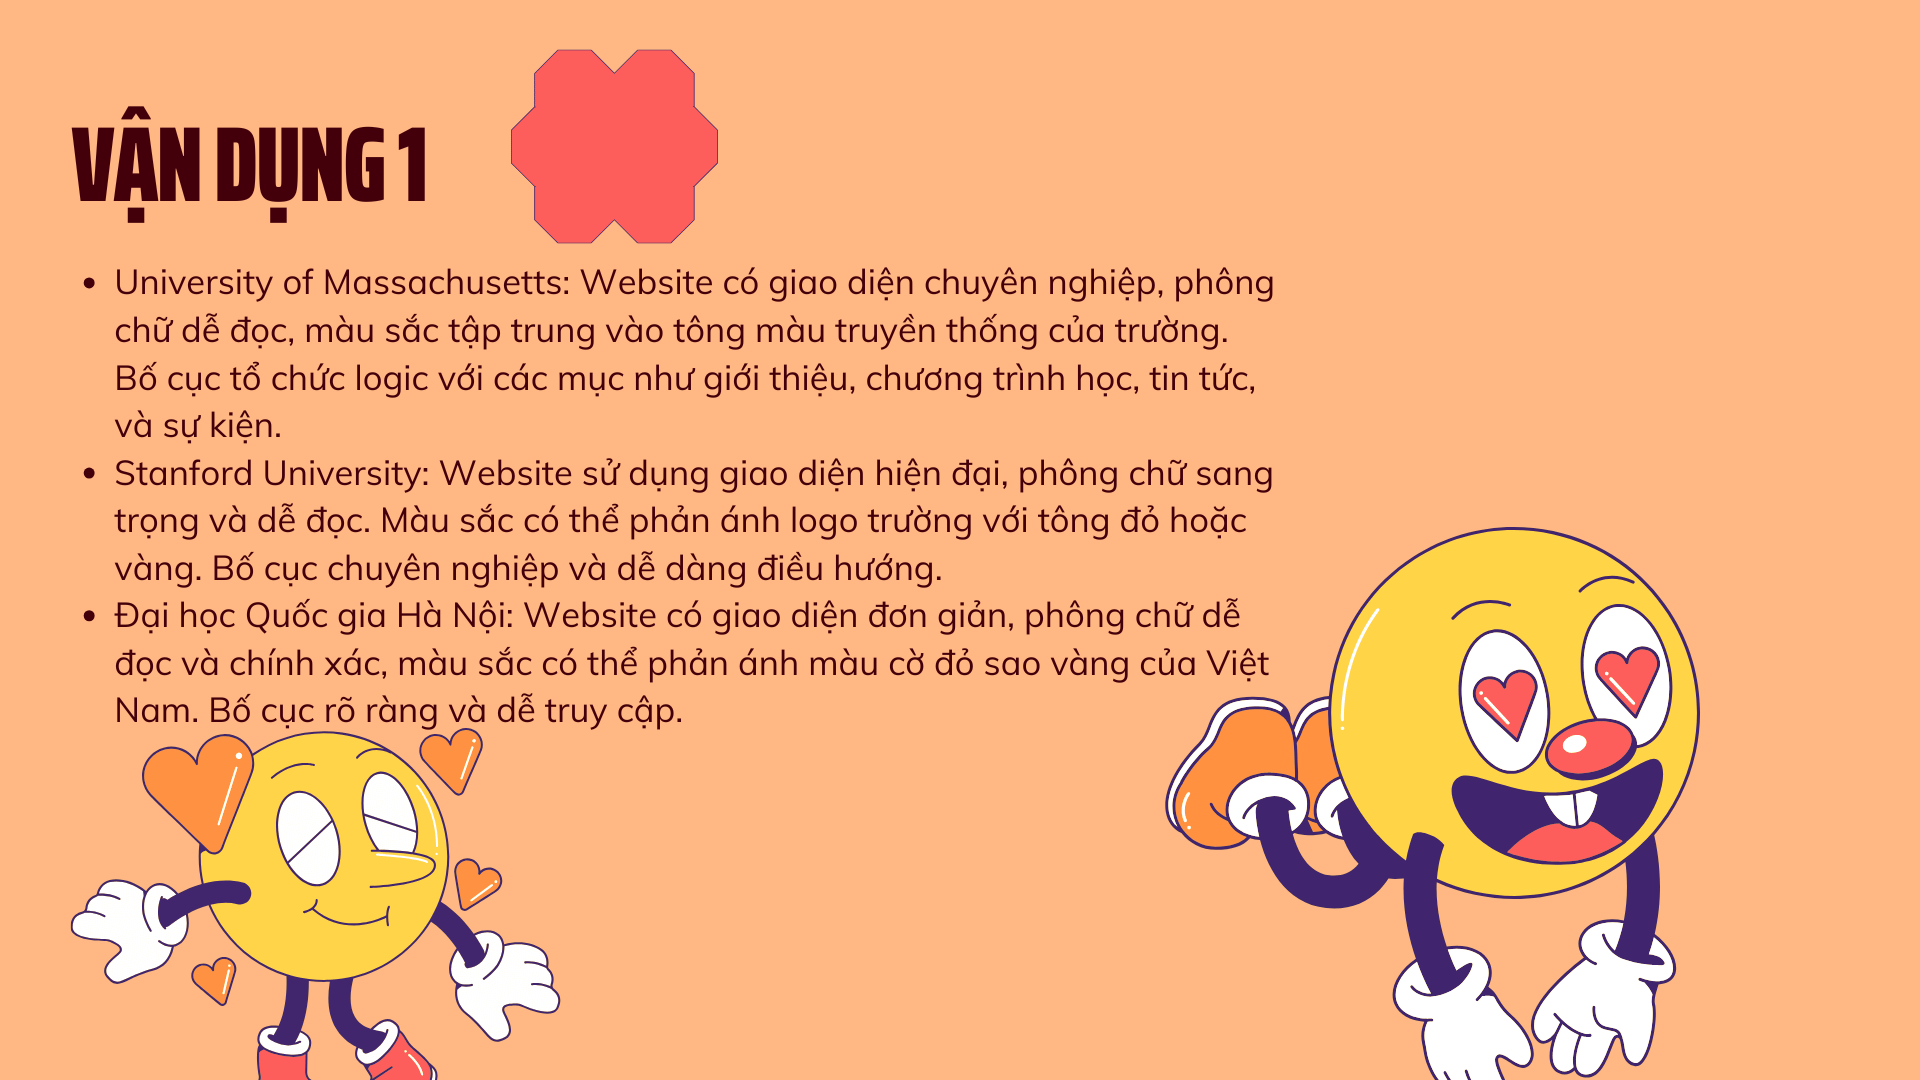 VẬN DỤNG 1
• University of Massachusetts: Website có giao diện chuyên nghiệp, phông
chữ dễ đọc, màu sắc tập trung vào tông màu truyền thống của trường.
Bố cục tổ chức logic với các mục như giới thiệu, chương trình học, tin tức,
và sự kiện.
• Stanford University: Website sử dụng giao diện hiện đại, phông chữ sang
trọng và dễ đọc. Màu sắc có thể phản ánh logo trường với tông đỏ hoặc
vàng. Bố cục chuyên nghiệp và dễ dàng điều hướng.
• Đại học Quốc gia Hà Nội: Website có giao diện đơn giản, phông chữ dễ
đọc và chính xác, màu sắc có thể phản ánh màu cờ đỏ sao vàng của Việt
Nam. Bố cục rõ ràng và dễ truy cập.